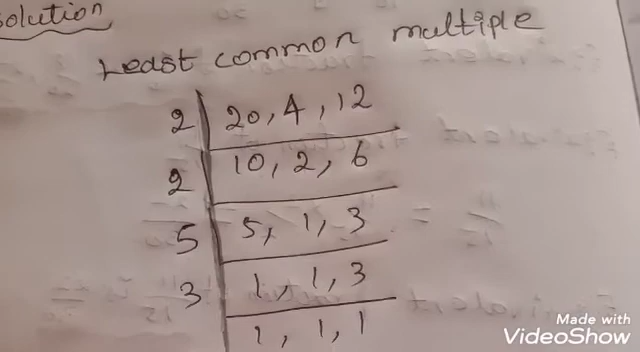 solution
Least common multiple
2 | 20, 4, 12
2 | 10, 2, 6
5 | 5, 1, 3
3 | 1, 1, 3
1, 1, 1
Made with
VideoShow